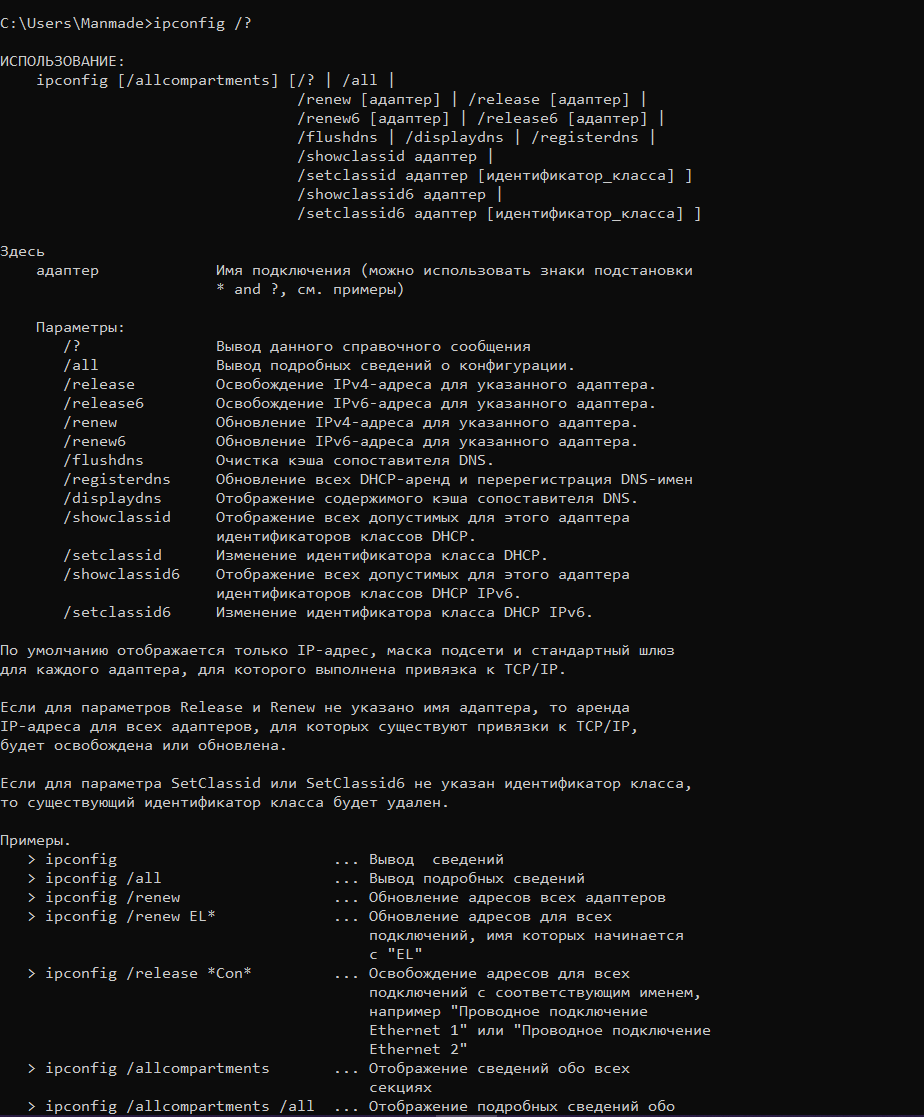 C:\Users\Manmade>ipconfig /?
ИСПОЛЬЗОВАНИЕ:
    ipconfig [/allcompartments] [/? | /all |
                                 /renew [адаптер] | /release [адаптер] |
                                 /renew6 [адаптер] | /release6 [адаптер] |
                                 /flushdns | /displaydns | /registerdns |
                                 /showclassid адаптер |
                                 /setclassid адаптер [идентификатор_класса] ]
                                 /showclassid6 адаптер |
                                 /setclassid6 адаптер [идентификатор_класса] ]
Здесь
    адаптер             Имя подключения (можно использовать знаки подстановки
                        * and ?, см. примеры)
    Параметры:
       /?               Вывод данного справочного сообщения
       /all             Вывод подробных сведений о конфигурации.
       /release         Освобождение IPv4-адреса для указанного адаптера.
       /release6        Освобождение IPv6-адреса для указанного адаптера.
       /renew           Обновление IPv4-адреса для указанного адаптера.
       /renew6          Обновление IPv6-адреса для указанного адаптера.
       /flushdns        Очистка кэша сопоставителя DNS.
       /registerdns     Обновление всех DHCP-аренд и перерегистрация DNS-имен
       /displaydns      Отображение содержимого кэша сопоставителя DNS.
       /showclassid     Отображение всех допустимых для этого адаптера
                        идентификаторов классов DHCP.
       /setclassid      Изменение идентификатора класса DHCP.
       /showclassid6    Отображение всех допустимых для этого адаптера
                        идентификаторов классов DHCP IPv6.
       /setclassid6     Изменение идентификатора класса DHCP IPv6.
По умолчанию отображается только IP-адрес, маска подсети и стандартный шлюз
для каждого адаптера, для которого выполнена привязка к TCP/IP.
Если для параметров Release и Renew не указано имя адаптера, то аренда
IP-адреса для всех адаптеров, для которых существуют привязки к TCP/IP,
будет освобождена или обновлена.
Если для параметра SetClassid или SetClassid6 не указан идентификатор класса,
то существующий идентификатор класса будет удален.
Примеры.
   > ipconfig                        ... Вывод  сведений
   > ipconfig /all                   ... Вывод подробных сведений
   > ipconfig /renew                 ... Обновление адресов всех адаптеров
   > ipconfig /renew EL*             ... Обновление адресов для всех
                                         подключений, имя которых начинается
                                         с "EL"
   > ipconfig /release *Con*         ... Освобождение адресов для всех
                                         подключений с соответствующим именем,
                                         например "Проводное подключение
                                         Ethernet 1" или "Проводное подключение
                                         Ethernet 2"
   > ipconfig /allcompartments       ... Отображение сведений обо всех
                                         секциях
   > ipconfig /allcompartments /all  ... Отображение подробных сведений обо